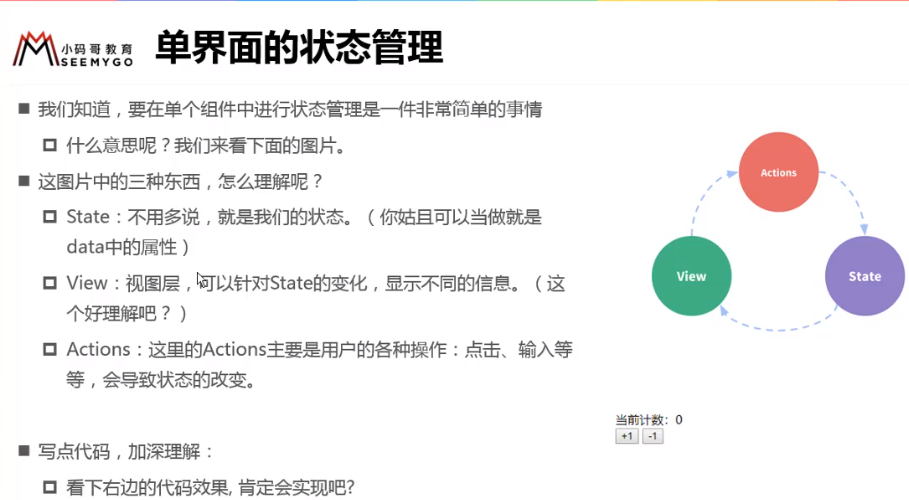 小码哥教育
SEEMYGO
单界面的状态管理
我们知道，要在单个组件中进行状态管理是一件非常简单的事情
什么意思呢？我们来看下面的图片。
这图片中的三种东西，怎么理解呢？
State：不用多说，就是我们的状态。（你姑且可以当做就是
data中的属性）
View：视图层，可以针对State的变化，显示不同的信息。（这
个好理解吧？）
Actions：这里的Actions主要是用户的各种操作：点击、输入等
等，会导致状态的改变。
写点代码，加深理解：
看下右边的代码效果, 肯定会实现吧?
Actions
View
State
当前计数：0
+1 -1